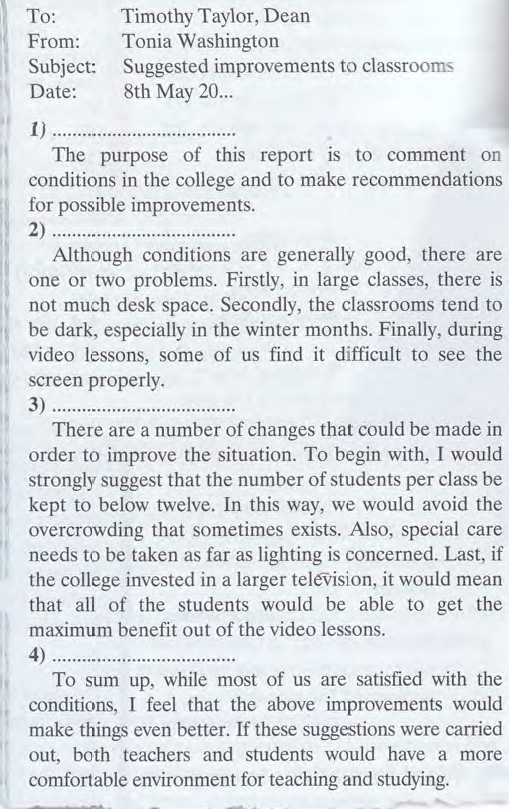 To: Timothy Taylor, Dean
From: Tonia Washington
Subject: Suggested improvements to classrooms
Date: 8th May 20...
1) ....................................
The purpose of this report is to comment on
conditions in the college and to make recommendations
for possible improvements.
2) ....................................
Although conditions are generally good, there are
one or two problems. Firstly, in large classes, there is
not much desk space. Secondly, the classrooms tend to
be dark, especially in the winter months. Finally, during
video lessons, some of us find it difficult to see the
screen properly.
3) ....................................
There are a number of changes that could be made in
order to improve the situation. To begin with, I would
strongly suggest that the number of students per class be
kept to below twelve. In this way, we would avoid the
overcrowding that sometimes exists. Also, special care
needs to be taken as far as lighting is concerned. Last, if
the college invested in a larger television, it would mean
that all of the students would be able to get the
maximum benefit out of the video lessons.
4) ....................................
To sum up, while most of us are satisfied with the
conditions, I feel that the above improvements would
make things even better. If these suggestions were carried
out, both teachers and students would have a more
comfortable environment for teaching and studying.